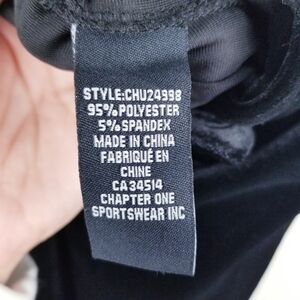 STYLE:CHU24998
95%POLYESTER
5%SPANDEX
MADE IN CHINA
FABRIQUÉ EN
CHINE
CA34514
CHAPTER ONE
SPORTSWEAR INC